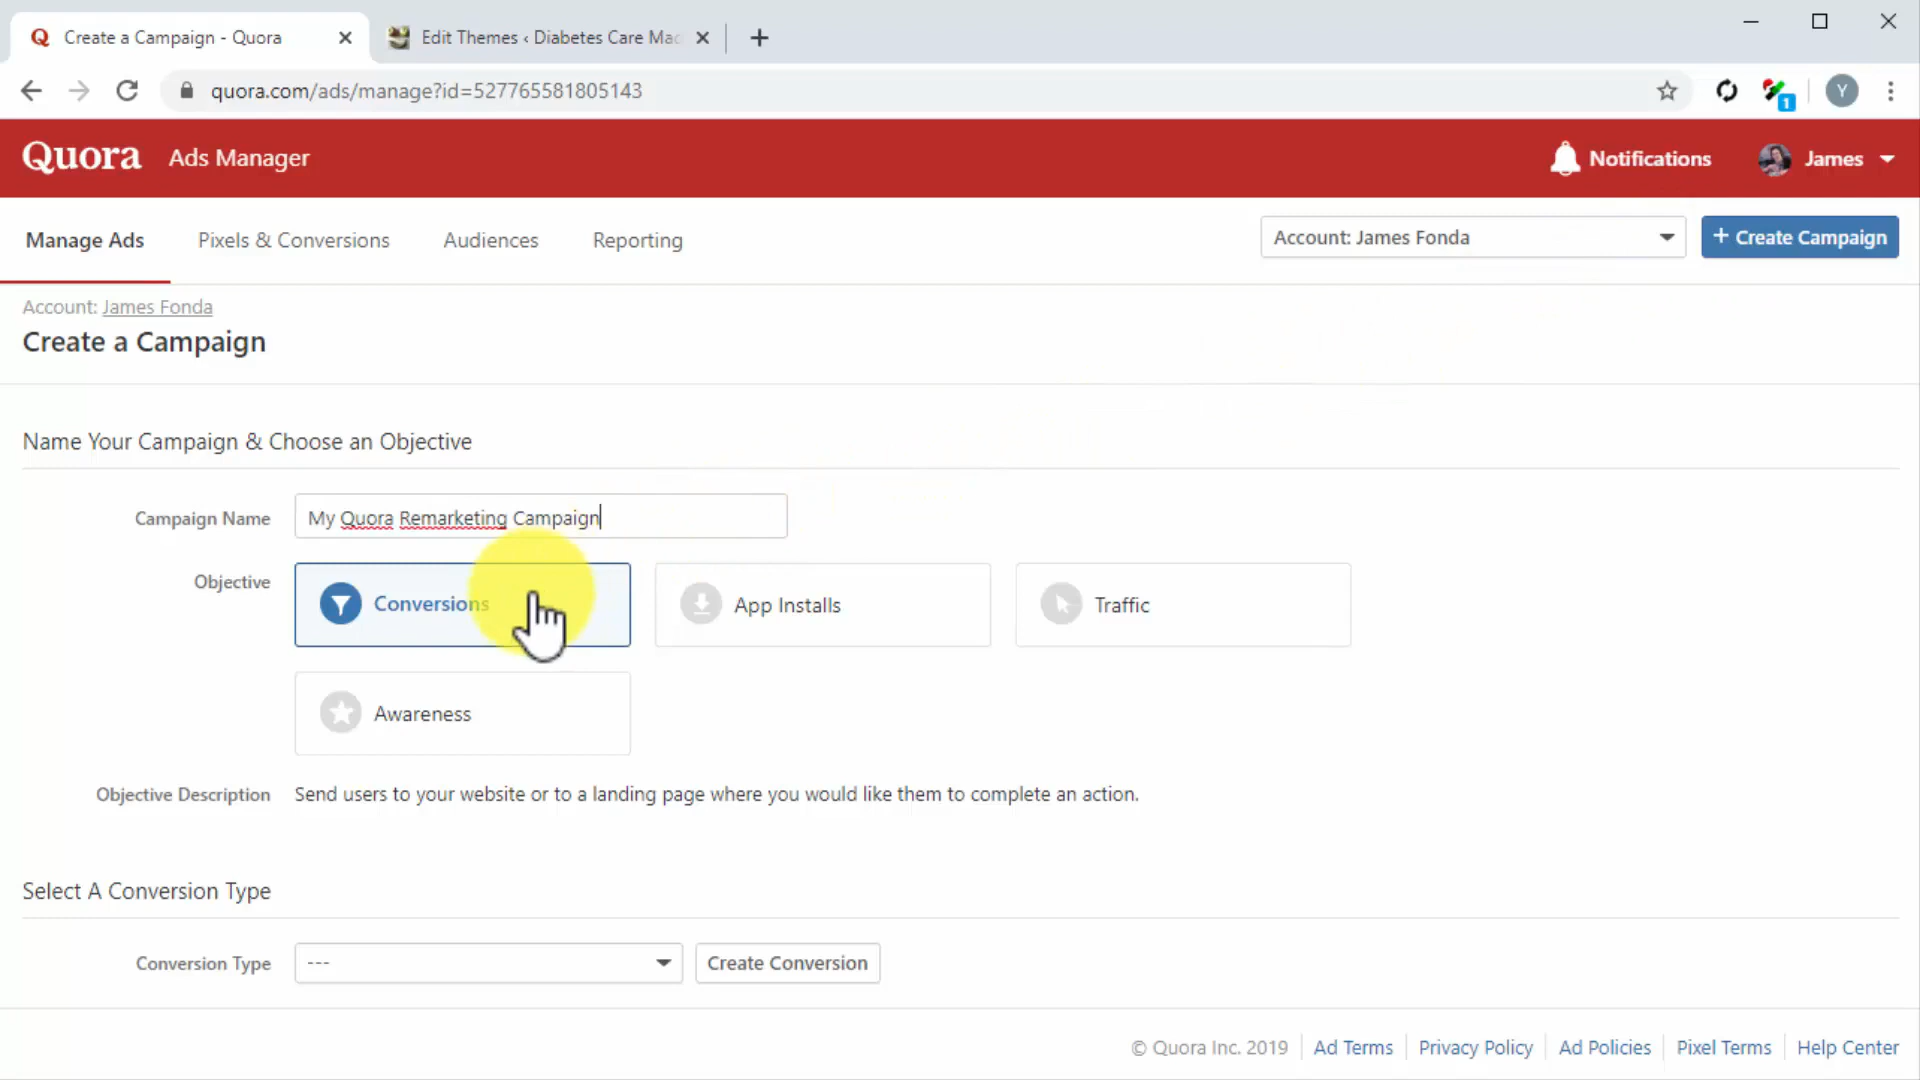 Create a Campaign - Quora
Edit Themes ‹ Diabetes Care Mac
quora.com/ads/manage?id=527765581805143
1
Y
Quora Ads Manager
Notifications
James
Manage Ads
Pixels & Conversions
Audiences
Reporting
Account: James Fonda
+ Create Campaign
Account: James Fonda
Create a Campaign
Name Your Campaign & Choose an Objective
Campaign Name
My Quora Remarketing Campaign
Objective
Conversions
App Installs
Traffic
Awareness
Objective Description
Send users to your website or to a landing page where you would like them to complete an action.
Select A Conversion Type
Conversion Type
---
Create Conversion
© Quora Inc. 2019
Ad Terms
Privacy Policy
Ad Policies
Pixel Terms
Help Center